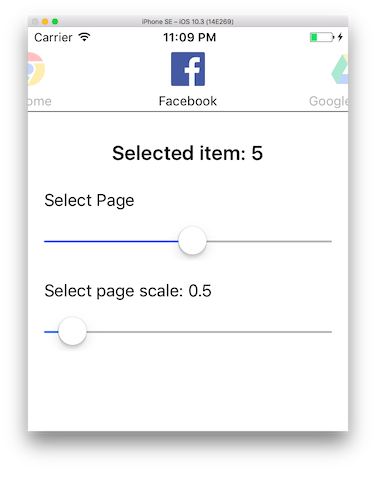 iPhone SE – iOS 10.3 (14E269)
Carrier 11:09 PM
ome Facebook Google
Selected item: 5
Select Page
Select page scale: 0.5